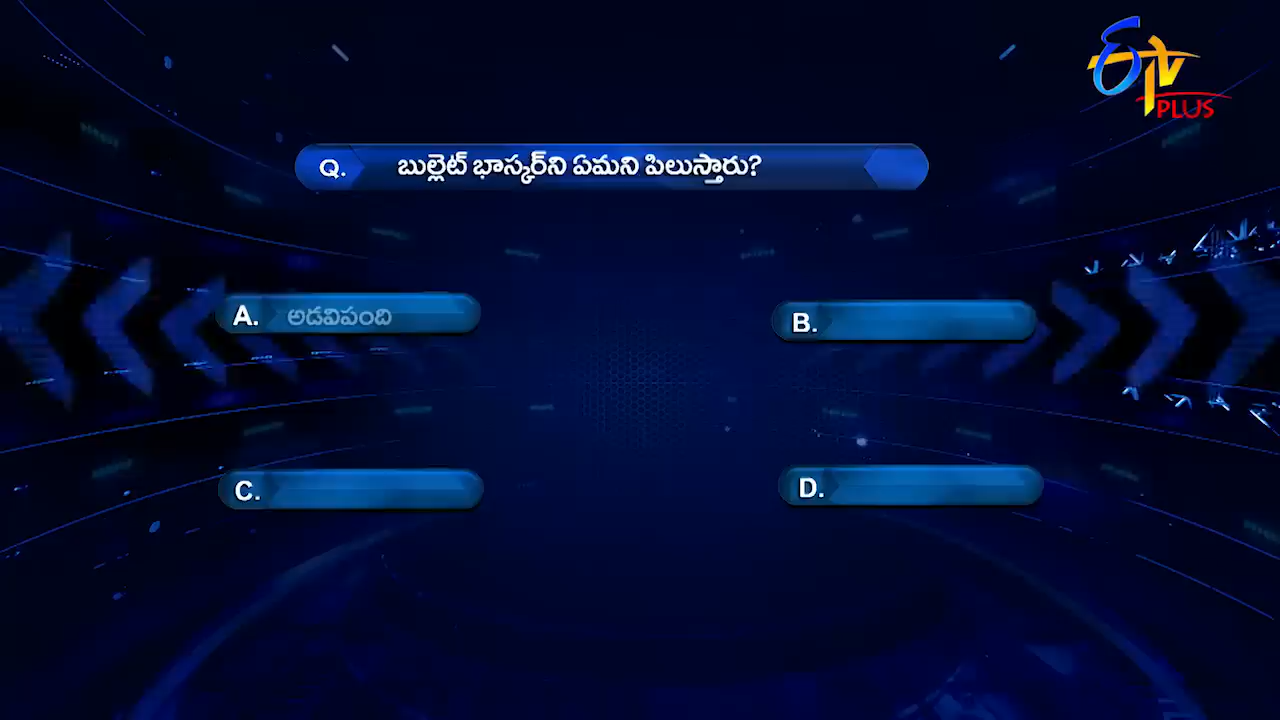 ETV
PLUS
Q. బుల్లెట్ భాస్కర్‌ని ఏమని పిలుస్తారు?
A. అడవిపంది
B.
C.
D.